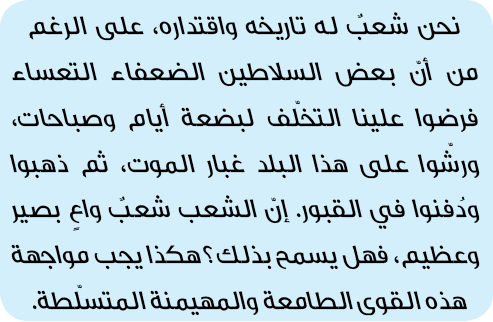 نحن شعبٌ له تاريخه واقتداره، على الرغم
من أنّ بعض السلاطين الضعفاء التعساء
فرضوا علينا التخلّف لبضعة أيام وصباحات،
ورشّوا على هذا البلد غبار الموت، ثم ذهبوا
ودُفنوا في القبور. إنّ الشعب شعبٌ واعٍ بصير
وعظيم، فهل يسمح بذلك؟ هكذا يجب مواجهة
هذه القوى الطامعة والمهيمنة المتسلّطة.